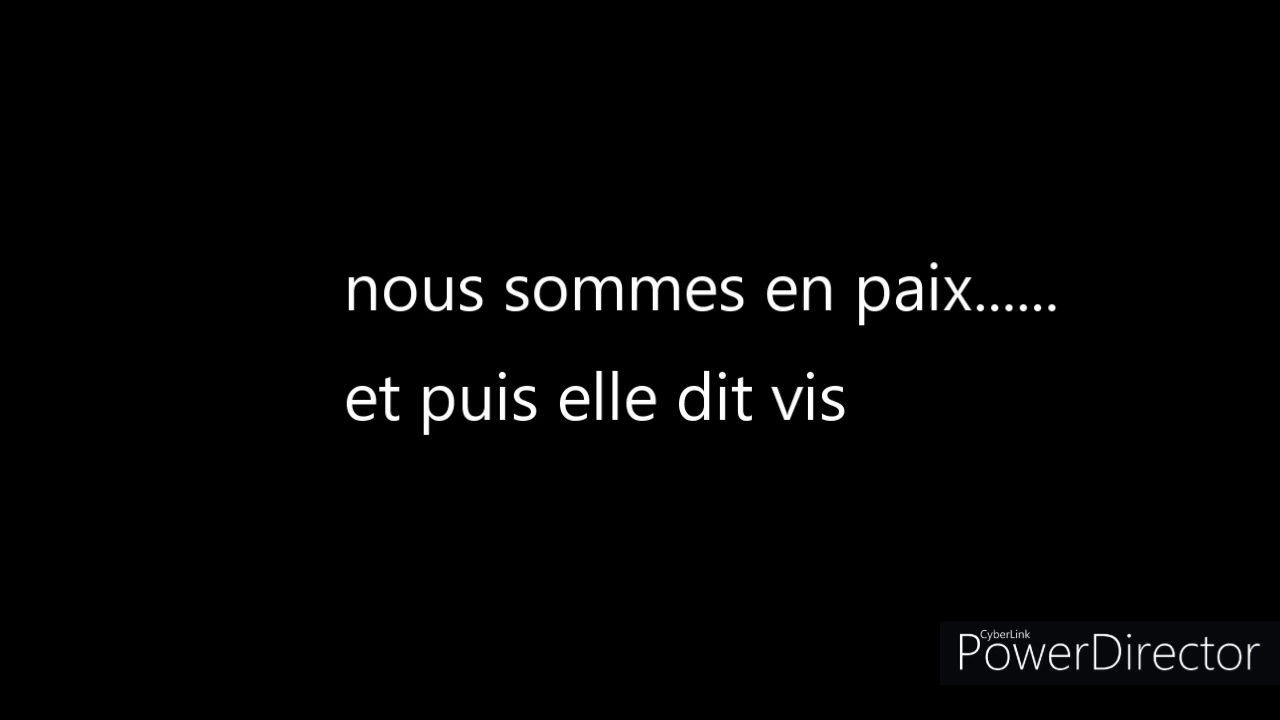 nous sommes en paix......
et puis elle dit vis
CyberLink
PowerDirector